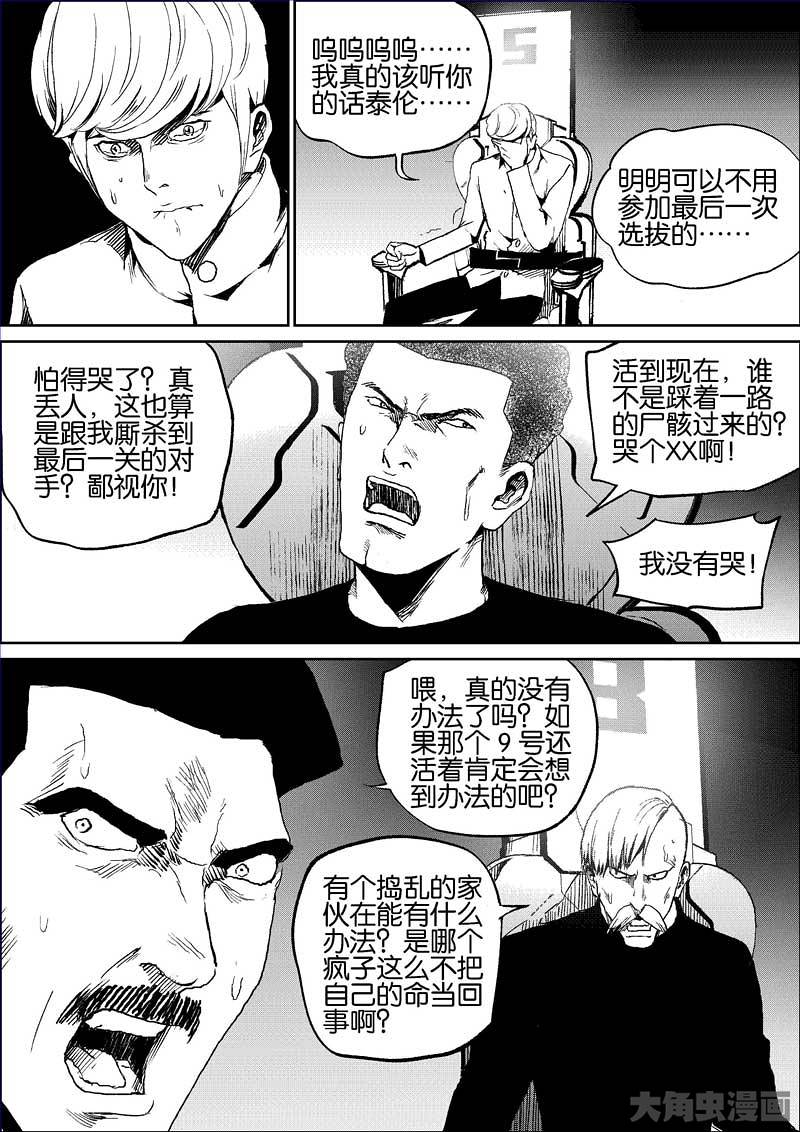 呜呜呜呜……
我真的该听你
的话泰伦……
5
明明可以不用
参加最后一次
选拔的……
怕得哭了？真
丢人，这也算
是跟我厮杀到
最后一关的对
手？鄙视你！
活到现在，谁
不是踩着一路
的尸骸过来的？
哭个XX啊！
我没有哭！
喂，真的没有
办法了吗？如
果那个9号还
活着肯定会想
到办法的吧？
8
有个捣乱的家
伙在能有什么
办法？有是哪个
疯子这么不把
自己的命当回
事啊？
大角虫漫画